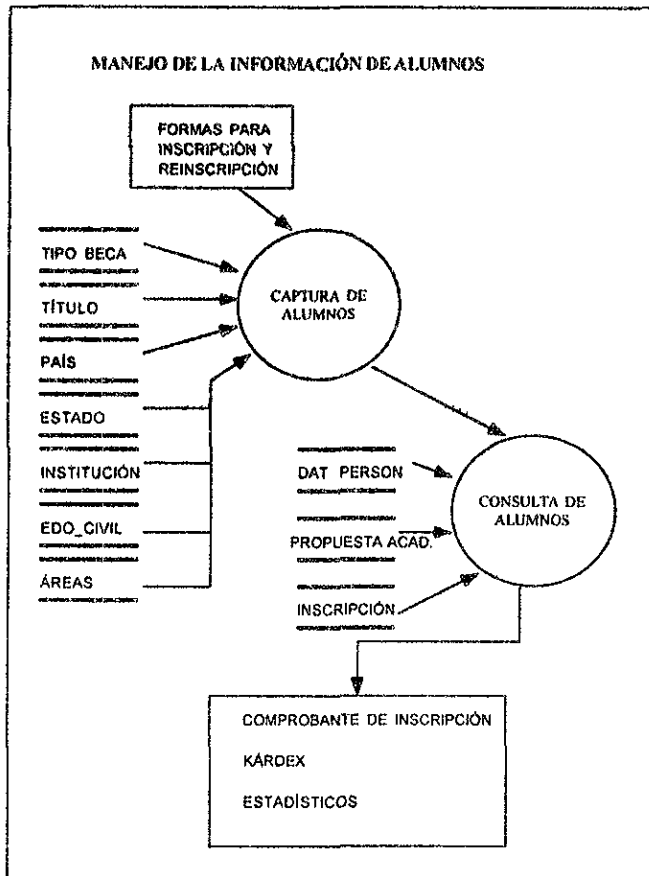 MANEJO DE LA INFORMACIÓN DE ALUMNOS
FORMAS PARA
INSCRIPCIÓN Y
REINSCRIPCIÓN
TIPO BECA
TÍTULO
PAÍS
ESTADO
INSTITUCIÓN
EDO_CIVIL
ÁREAS
CAPTURA DE
ALUMNOS
DAT PERSON
PROPUESTA ACAD.
INSCRIPCIÓN
CONSULTA DE
ALUMNOS
COMPROBANTE DE INSCRIPCIÓN
KÁRDEX
ESTADÍSTICOS